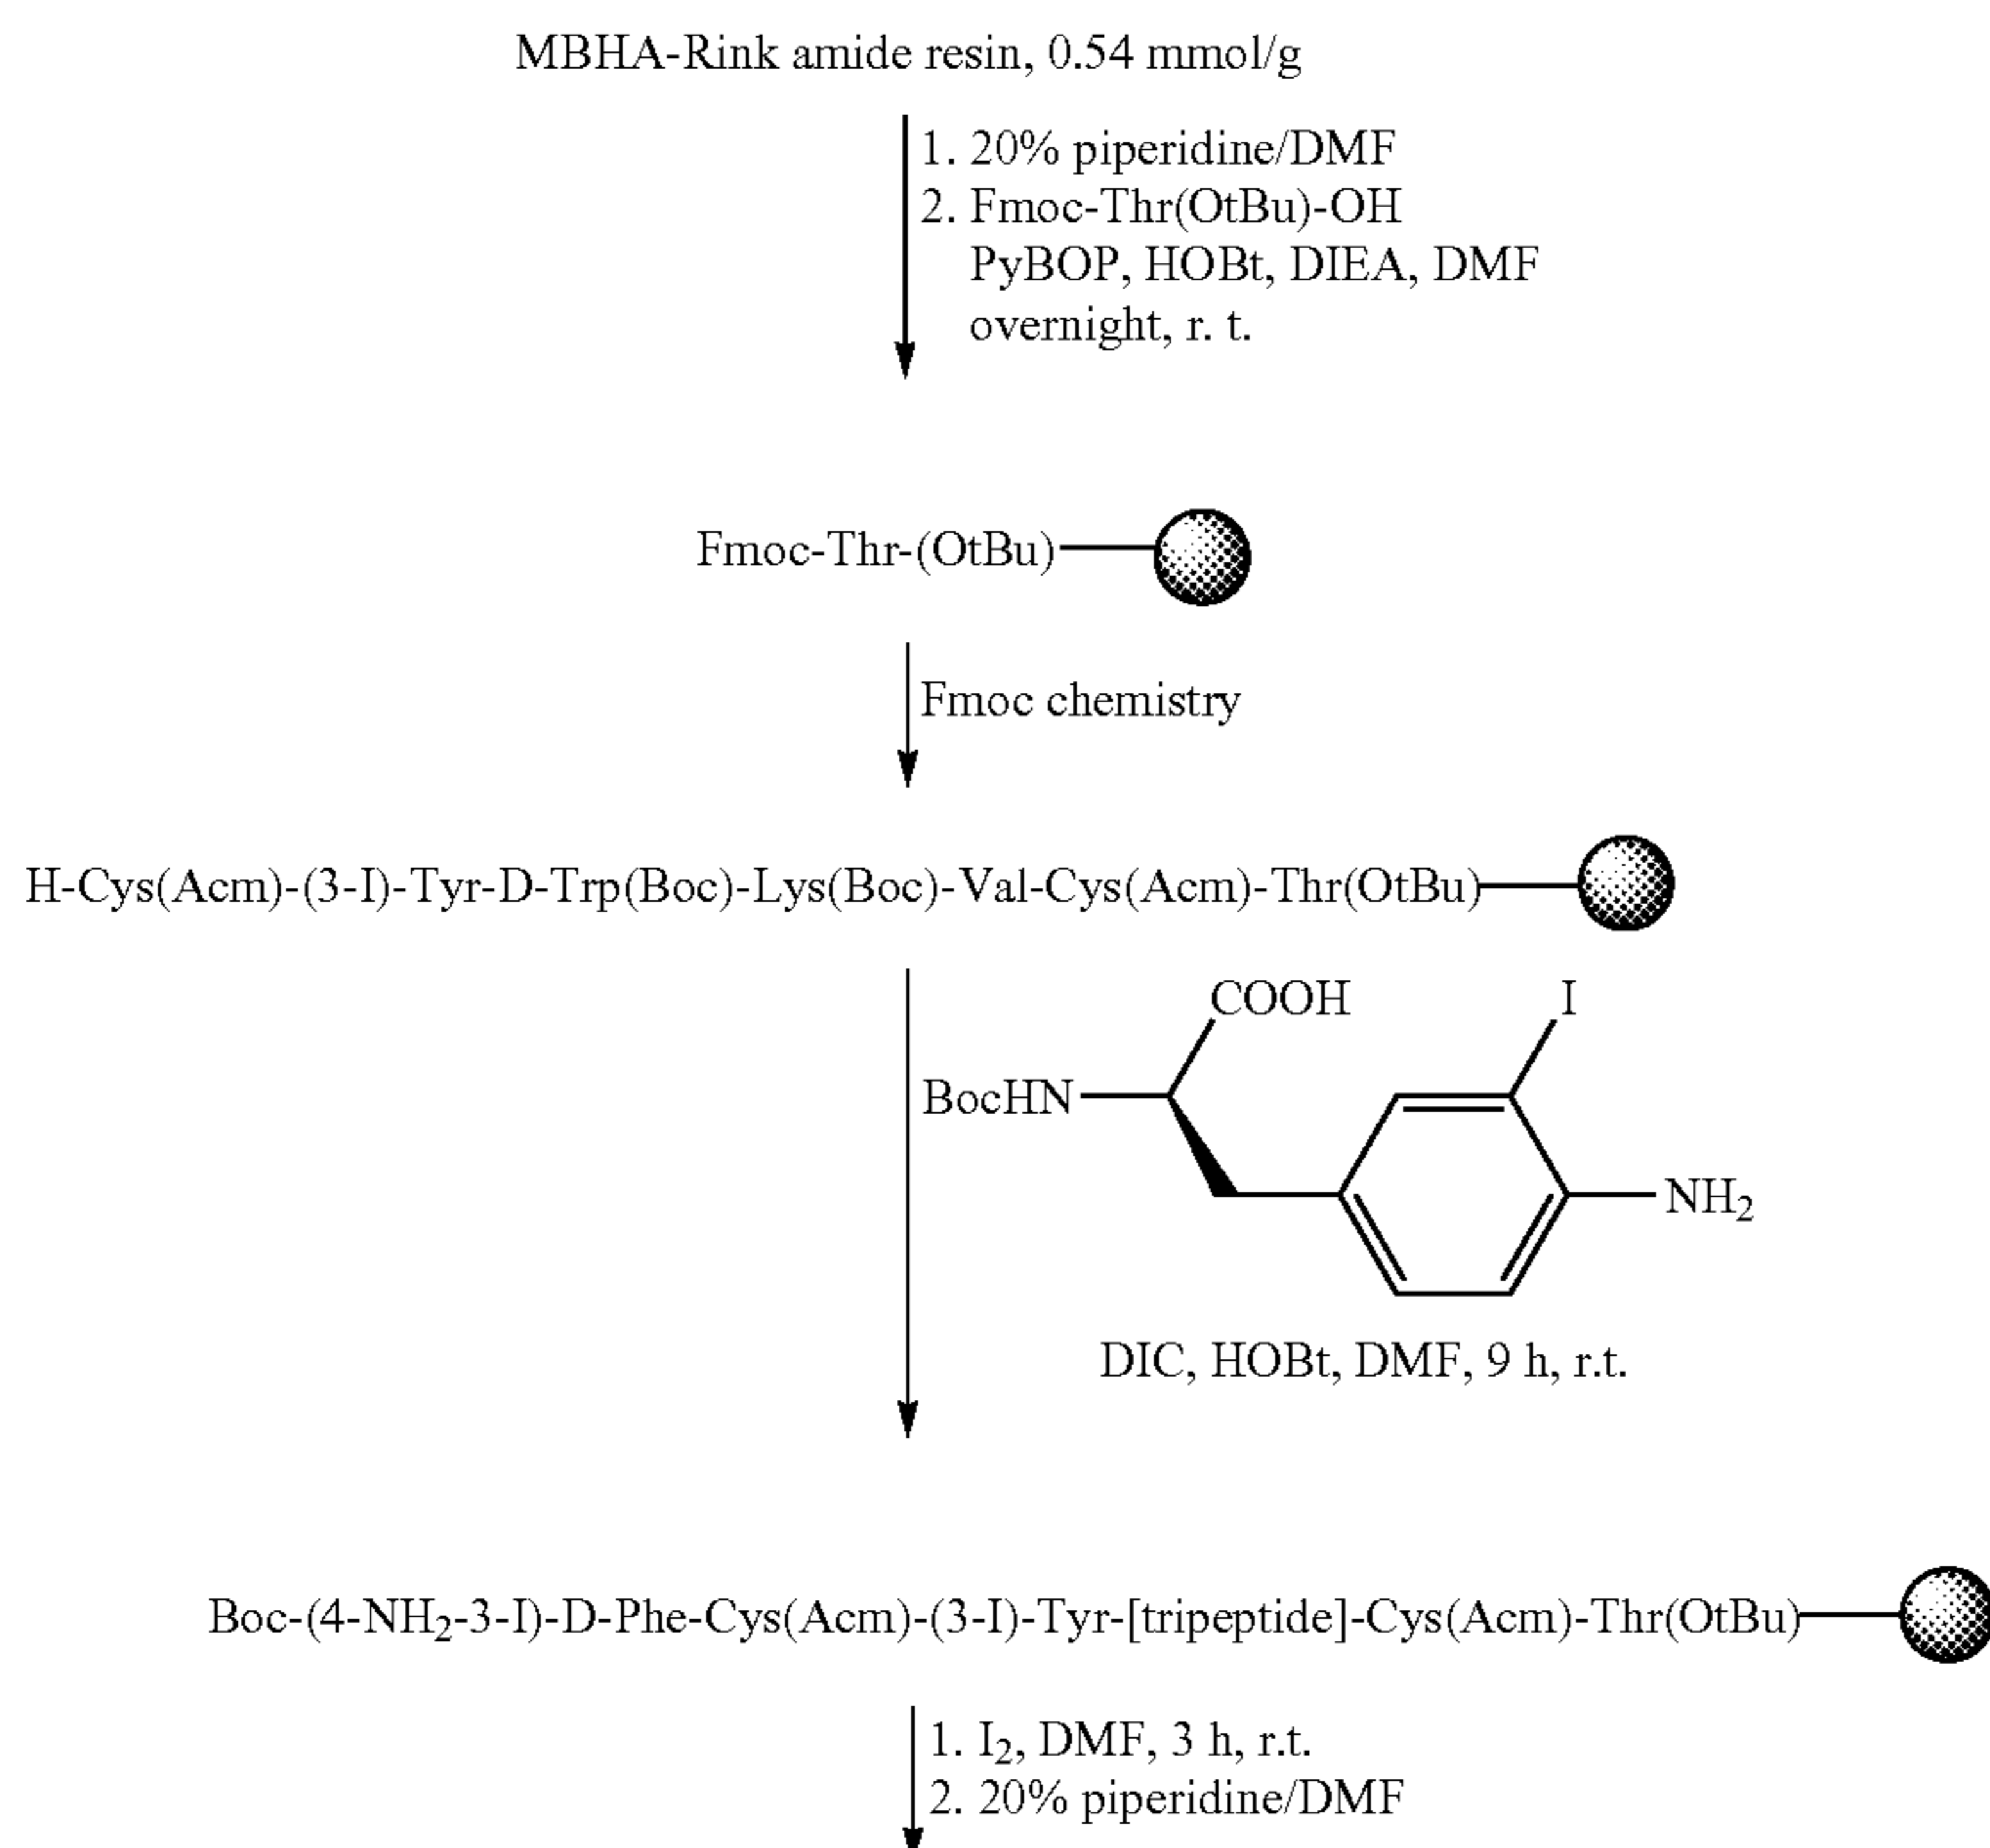 MBHA-Rink amide resin, 0.54 mmol/g
1. 20% piperidine/DMF
2. Fmoc-Thr(OtBu)-OH
PyBOP, HOBt, DIEA, DMF
overnight, r. t.
Fmoc-Thr-(OtBu)
Fmoc chemistry
H-Cys(Acm)-(3-I)-Tyr-D-Trp(Boc)-Lys(Boc)-Val-Cys(Acm)-Thr(OtBu)
COOH
I
BocHN
NH2
DIC, HOBt, DMF, 9 h, r.t.
Boc-(4-NH2-3-I)-D-Phe-Cys(Acm)-(3-I)-Tyr-[tripeptide]-Cys(Acm)-Thr(OtBu)
1. I2, DMF, 3 h, r.t.
2. 20% piperidine/DMF